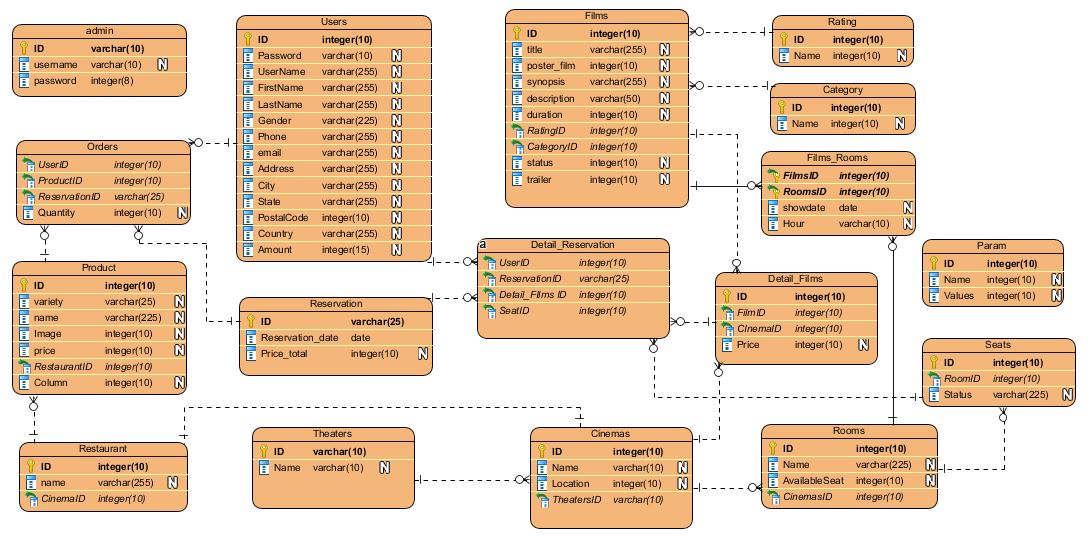 admin
ID varchar(10)
username varchar(10) N
password integer(8)
Users
ID integer(10)
Password varchar(10) N
UserName varchar(255) N
FirstName varchar(255) N
LastName varchar(255) N
Gender varchar(225) N
Phone varchar(255) N
email varchar(255) N
Address varchar(255) N
City varchar(255) N
State varchar(255) N
PostalCode integer(10) N
Country varchar(255) N
Amount integer(15) N
Films
ID integer(10)
title varchar(255) N
poster_film integer(10) N
synopsis varchar(255) N
description varchar(50) N
duration integer(10) N
RatingID integer(10)
CategoryID integer(10)
status integer(10) N
trailer integer(10) N
Rating
ID integer(10)
Name integer(10) N
Category
ID integer(10)
Name integer(10) N
Orders
UserID integer(10)
ProductID integer(10)
ReservationID varchar(25)
Quantity integer(10) N
Films_Rooms
FilmsID integer(10)
RoomsID integer(10)
showdate date N
Hour varchar(10) N
Product
ID integer(10)
variety varchar(25) N
name varchar(225) N
Image integer(10) N
price integer(10) N
RestaurantID integer(10)
Column integer(10) N
Reservation
ID varchar(25)
Reservation_date date
Price_total integer(10) N
a
Detail_Reservation
UserID integer(10)
ReservationID varchar(25)
Detail_FIlms ID integer(10)
SeatID integer(10)
Detail_Films
ID integer(10)
FilmID integer(10)
CInemaID integer(10)
Price integer(10) N
Param
ID integer(10)
Name integer(10) N
Values integer(10) N
Seats
ID integer(10)
RoomID integer(10)
Status varchar(225) N
Restaurant
ID integer(10)
name varchar(255) N
CinemaID integer(10)
Theaters
ID varchar(10)
Name varchar(10) N
Cinemas
ID integer(10)
Name varchar(10) N
Location integer(10) N
TheatersID varchar(10)
Rooms
ID integer(10)
Name varchar(225) N
AvailableSeat integer(10) N
CinemasID integer(10)